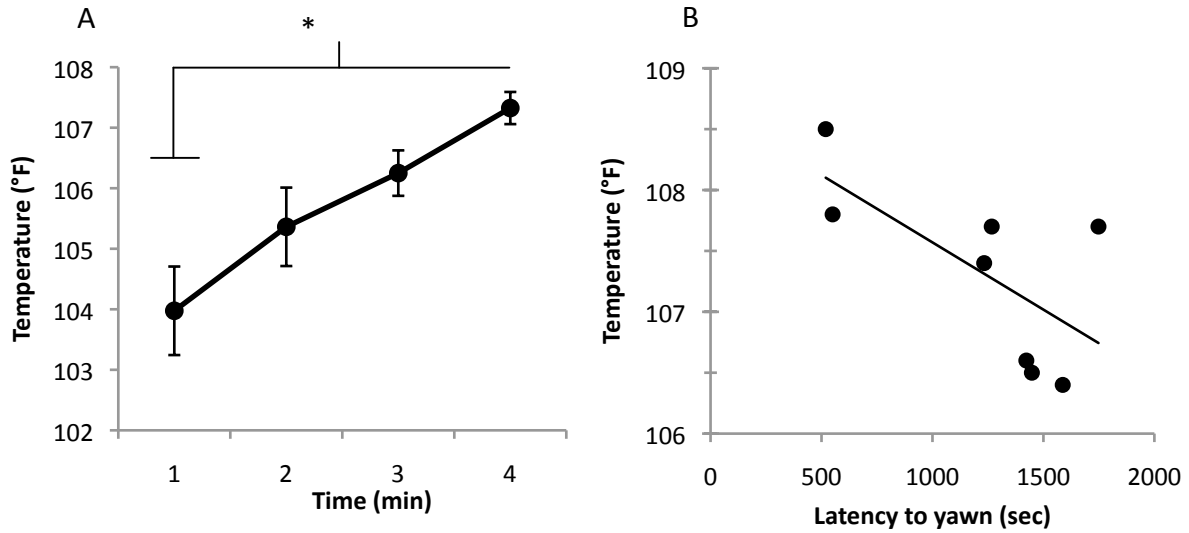 A
*
108
107
106
105
104
103
102
Temperature (°F)
1 2 3 4
Time (min)
B
109
108
107
106
Temperature (°F)
0 500 1000 1500 2000
Latency to yawn (sec)